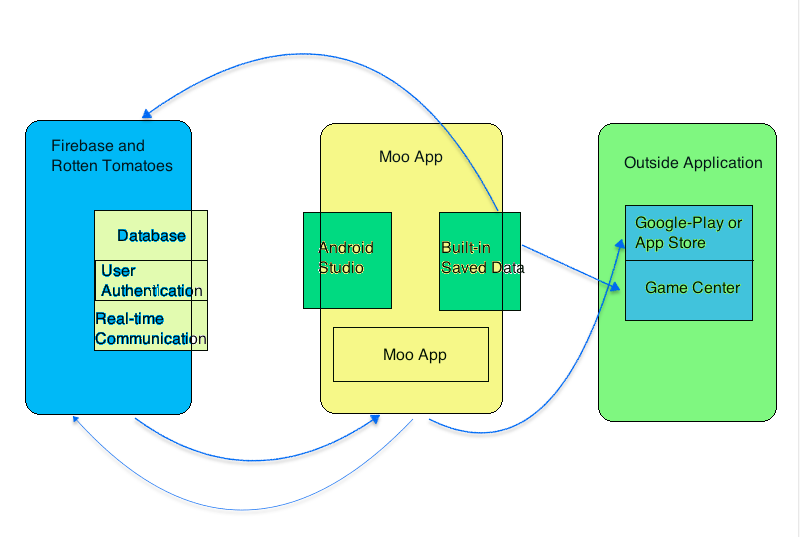 Firebase and
Rotten Tomatoes
Database
User
Authentication
Real-time
Communication
Moo App
Android
Studio
Built-in
Saved Data
Moo App
Outside Application
Google-Play or
App Store
Game Center